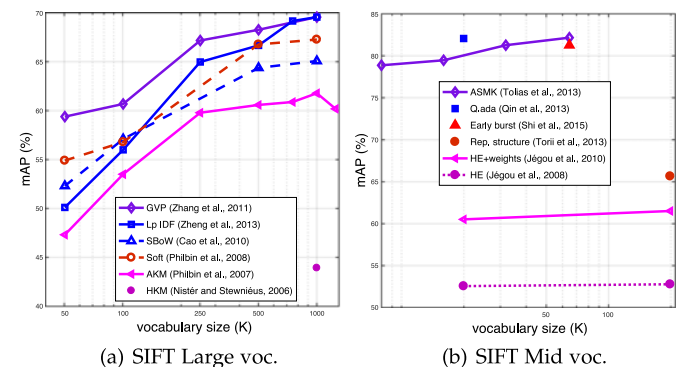 70
65
60
55
50
45
40
mAP (%)
50
100
250
500
1000
vocabulary size (K)
GVP (Zhang et al., 2011)
Lp IDF (Zheng et al., 2013)
SBoW (Cao et al., 2010)
Soft (Philbin et al., 2008)
AKM (Philbin et al., 2007)
HKM (Nistér and Stewniéus, 2006)
(a) SIFT Large voc.
85
80
75
70
65
60
55
50
mAP (%)
50
100
vocabulary size (K)
ASMK (Tolias et al., 2013)
Q.ada (Qin et al., 2013)
Early burst (Shi et al., 2015)
Rep, structure (Torii et al., 2013)
HE+weights (Jégou et al., 2010)
HE (Jégou et al., 2008)
(b) SIFT Mid voc.